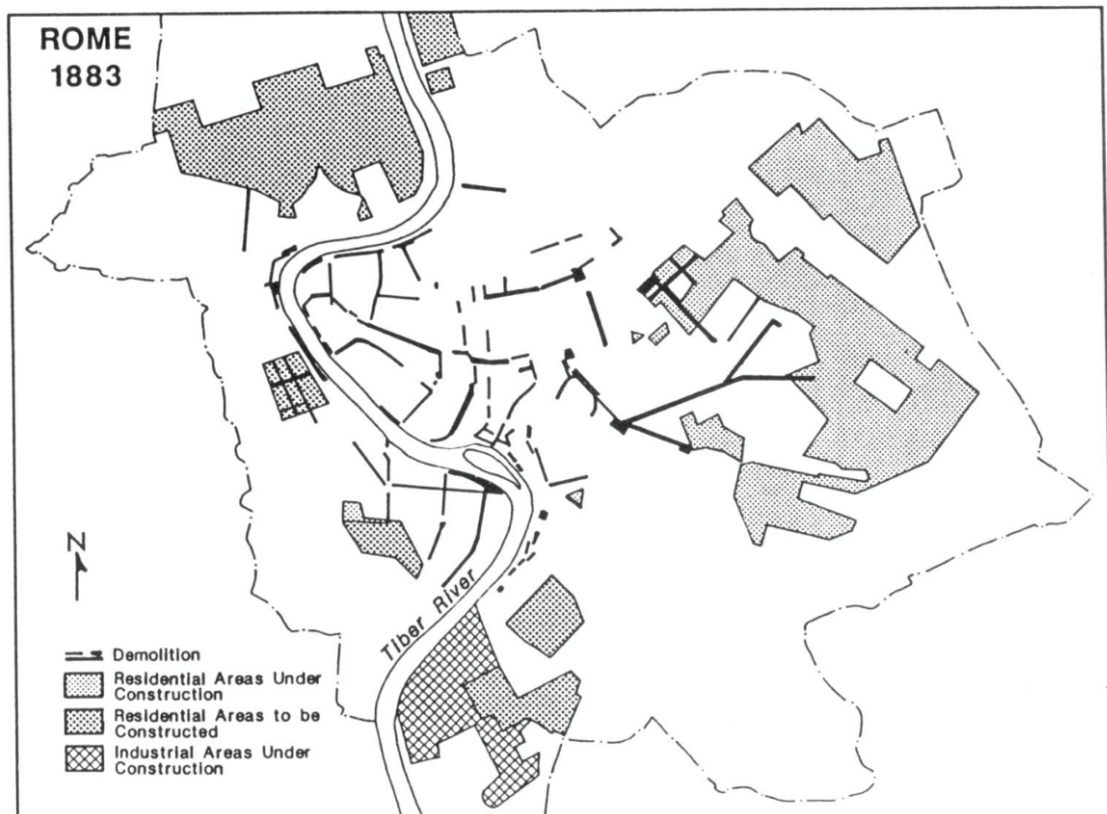 ROME
1883
N
Tiber River
Demolition
Residential Areas Under
Construction
Residential Areas to be
Constructed
Industrial Areas Under
Construction